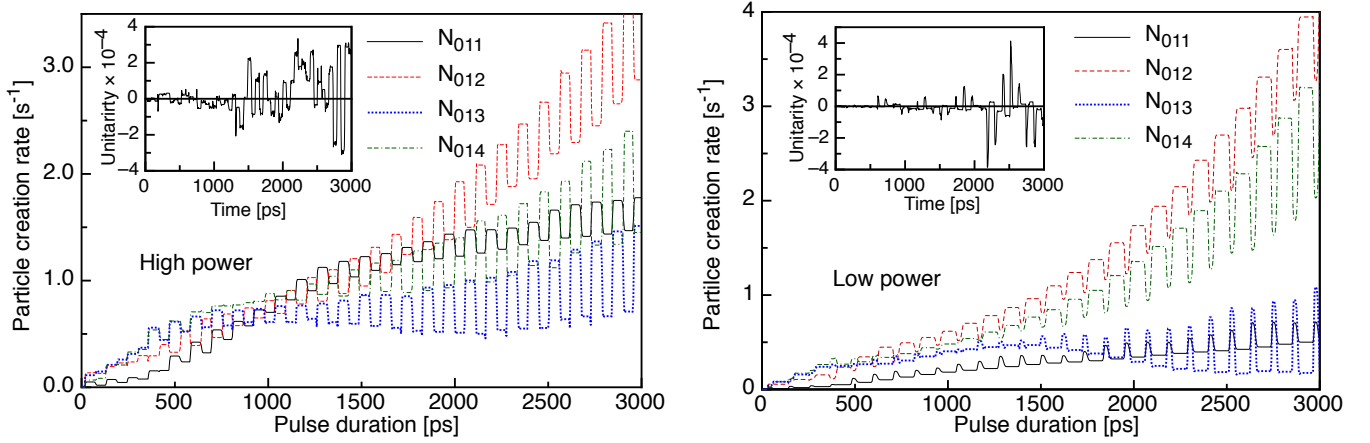 Particle creation rate [s⁻¹]
3.0
2.0
1.0
0.0
0
500
1000
1500
2000
2500
3000
Pulse duration [ps]
High power
N₀₁₁
N₀₁₂
N₀₁₃
N₀₁₄
Unitarity × 10⁻⁴
4
2
0
−2
−4
0
1000
2000
3000
Time [ps]
Partilce creation rate [s⁻¹]
4
3
2
1
0
0
500
1000
1500
2000
2500
3000
Pulse duration [ps]
Low power
N₀₁₁
N₀₁₂
N₀₁₃
N₀₁₄
Unitarity × 10⁻⁴
4
2
0
−2
−4
0
1000
2000
3000
Time [ps]